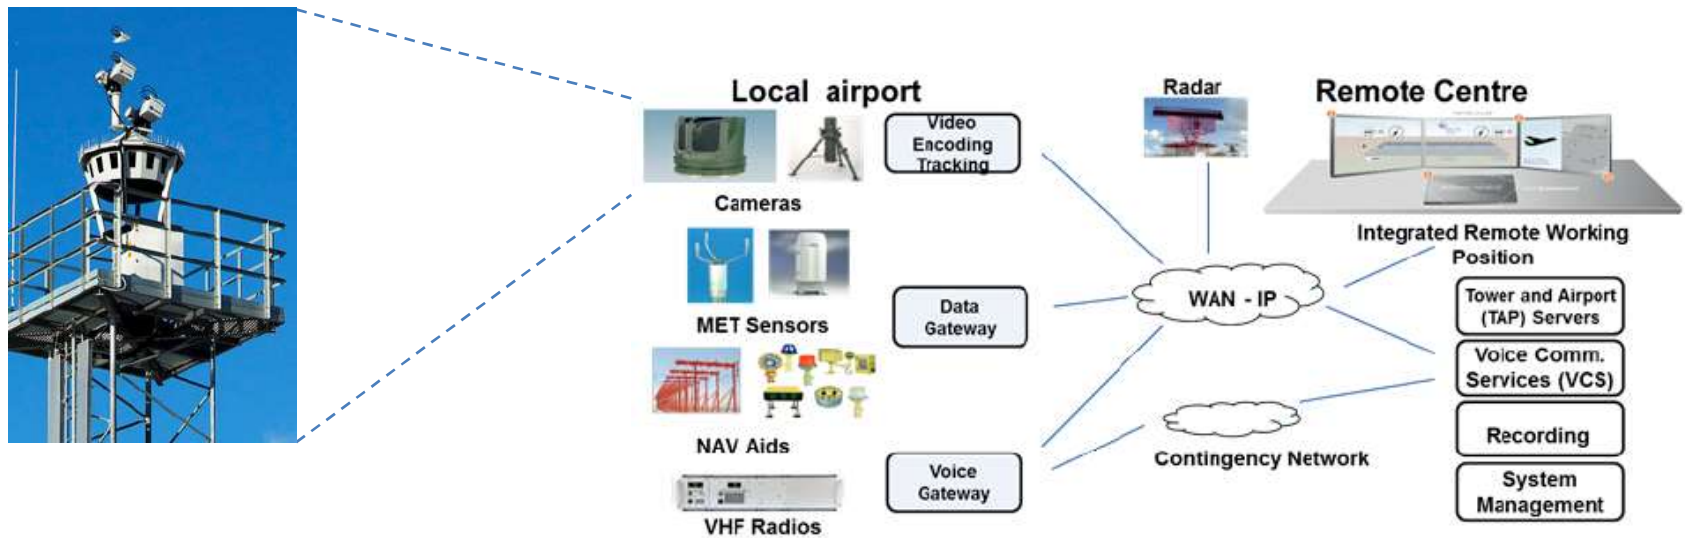 Local airport
Video
Encoding
Tracking
Cameras
MET Sensors
Data
Gateway
NAV Aids
Voice
Gateway
VHF Radios
Radar
WAN - IP
Contingency Network
Remote Centre
Integrated Remote Working
Position
Tower and Airport
(TAP) Servers
Voice Comm.
Services (VCS)
Recording
System
Management